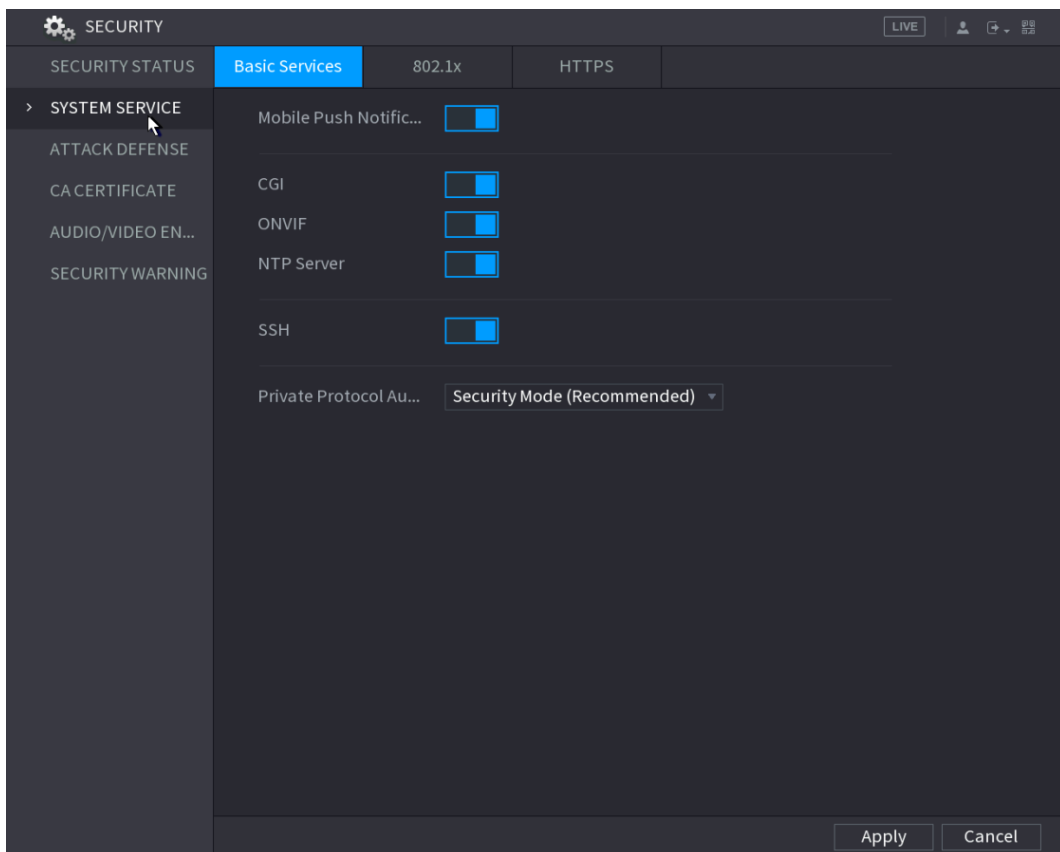 SECURITY
LIVE
SECURITY STATUS
SYSTEM SERVICE
ATTACK DEFENSE
CA CERTIFICATE
AUDIO/VIDEO EN...
SECURITY WARNING
Basic Services
802.1x
HTTPS
Mobile Push Notific...
CGI
ONVIF
NTP Server
SSH
Private Protocol Au...
Security Mode (Recommended)
Apply
Cancel